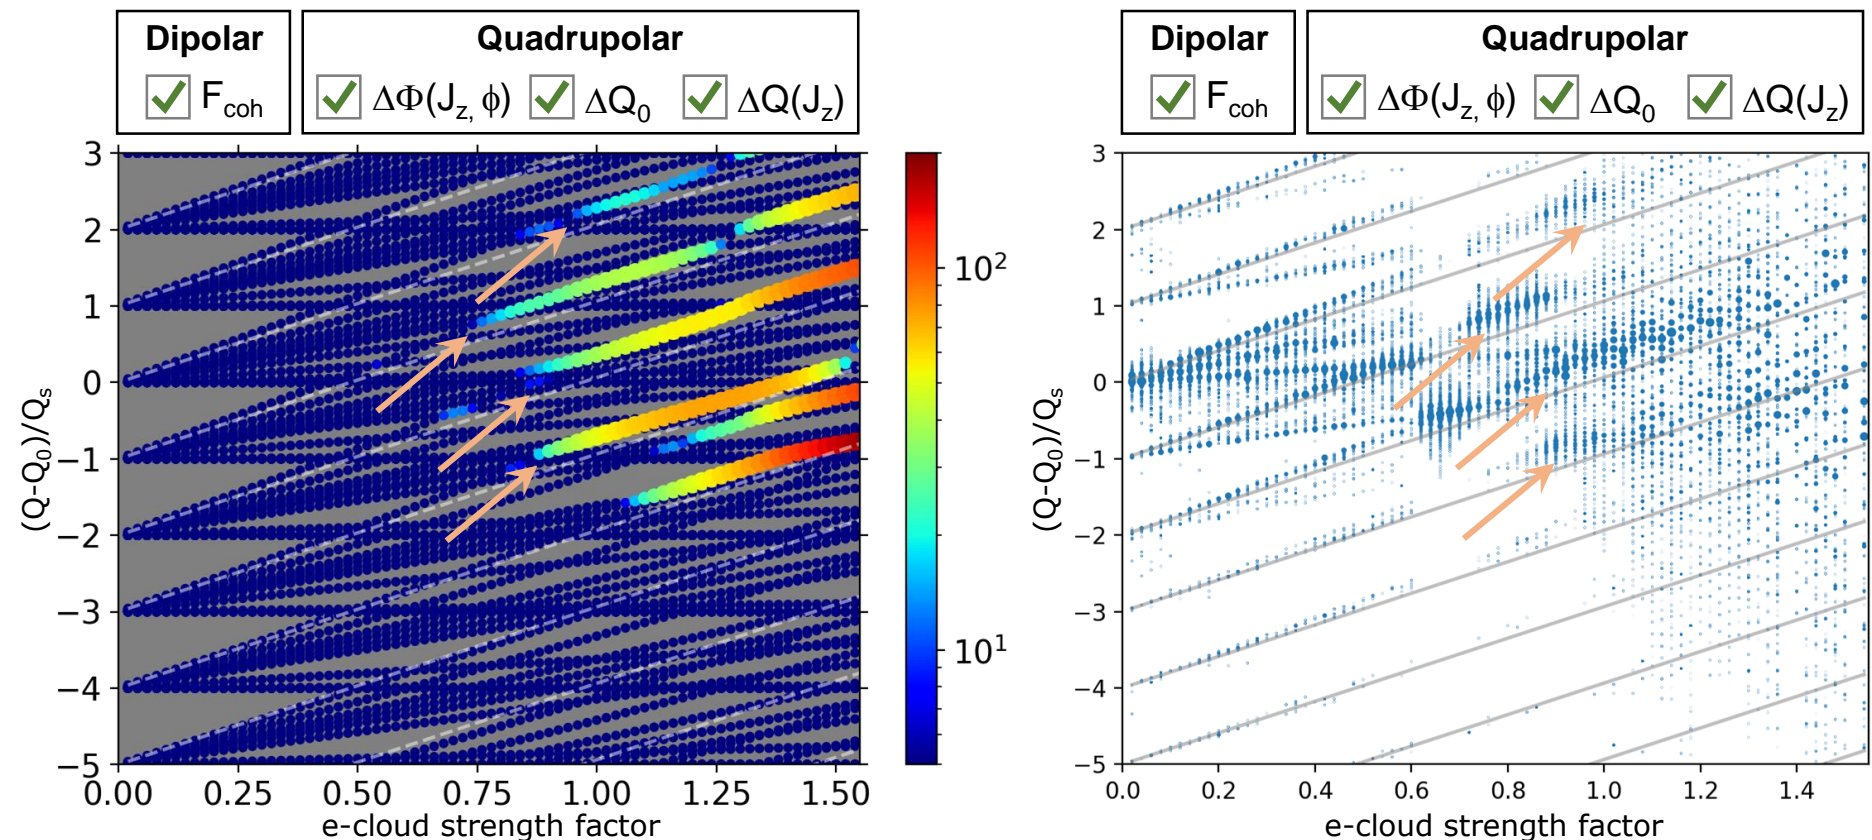 Dipolar
F_coh
Quadrupolar
ΔΦ(J_z, ϕ) ΔQ_0 ΔQ(J_z)
3
2
1
0
−1
−2
−3
−4
−5
(Q-Q_0)/Q_s
0.00 0.25 0.50 0.75 1.00 1.25 1.50
e-cloud strength factor
10^2
10^1
Dipolar
F_coh
Quadrupolar
ΔΦ(J_z, ϕ) ΔQ_0 ΔQ(J_z)
3
2
1
0
−1
−2
−3
−4
−5
(Q-Q_0)/Q_s
0.0 0.2 0.4 0.6 0.8 1.0 1.2 1.4
e-cloud strength factor